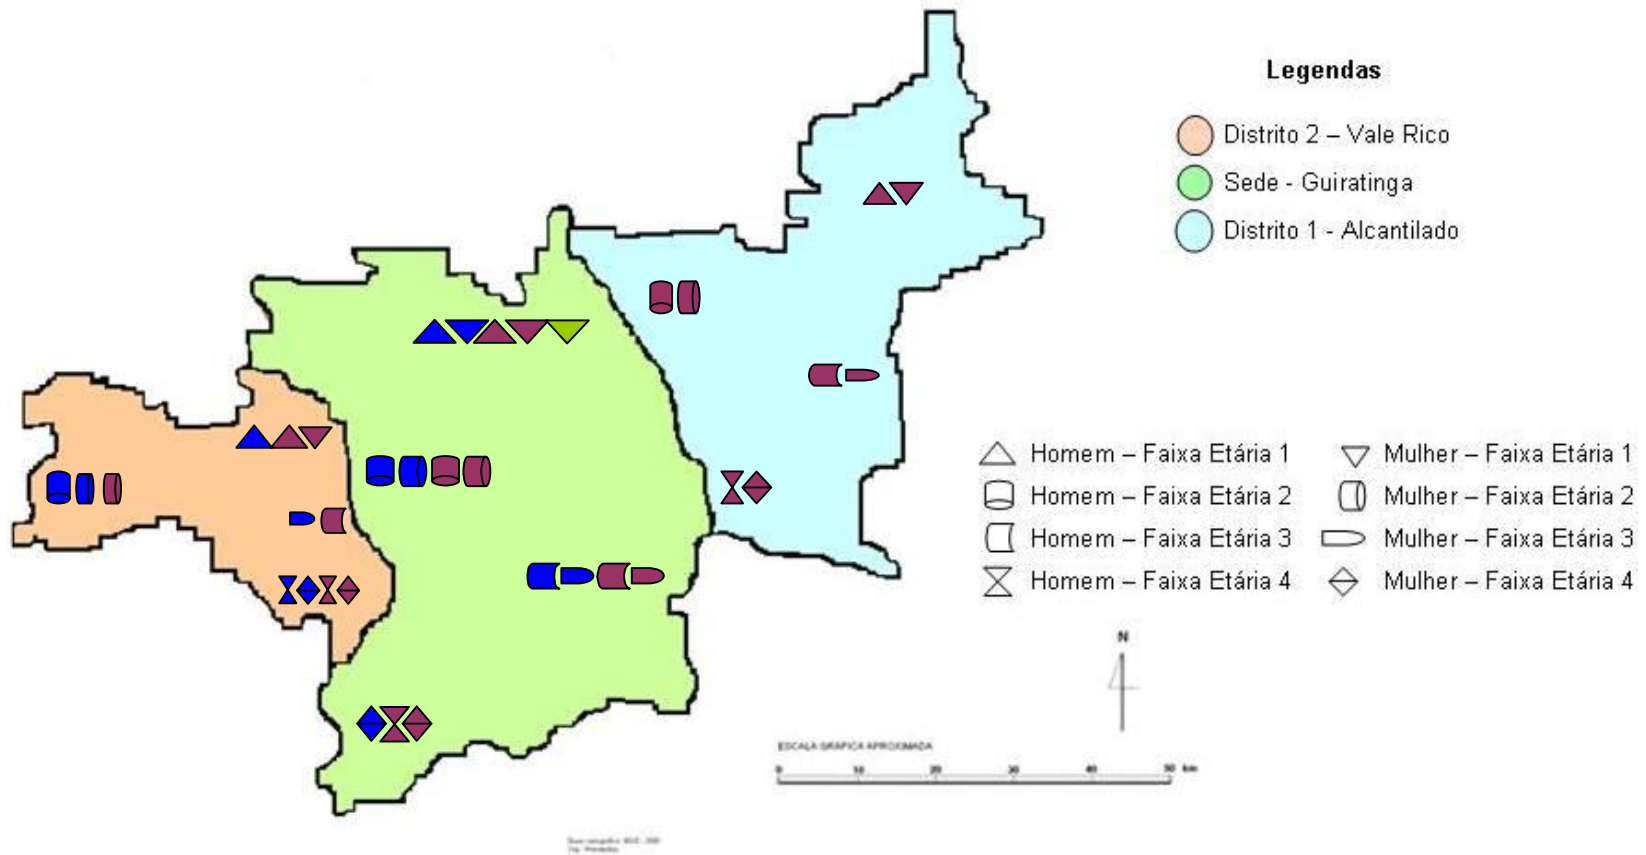 Legendas
Distrito 2 – Vale Rico
Sede - Guiratinga
Distrito 1 - Alcantilado
Homem – Faixa Etária 1
Mulher – Faixa Etária 1
Homem – Faixa Etária 2
Mulher – Faixa Etária 2
Homem – Faixa Etária 3
Mulher – Faixa Etária 3
Homem – Faixa Etária 4
Mulher – Faixa Etária 4
N
ESCALA GRÁFICA APROXIMADA
0 10 20 30 40 50 km